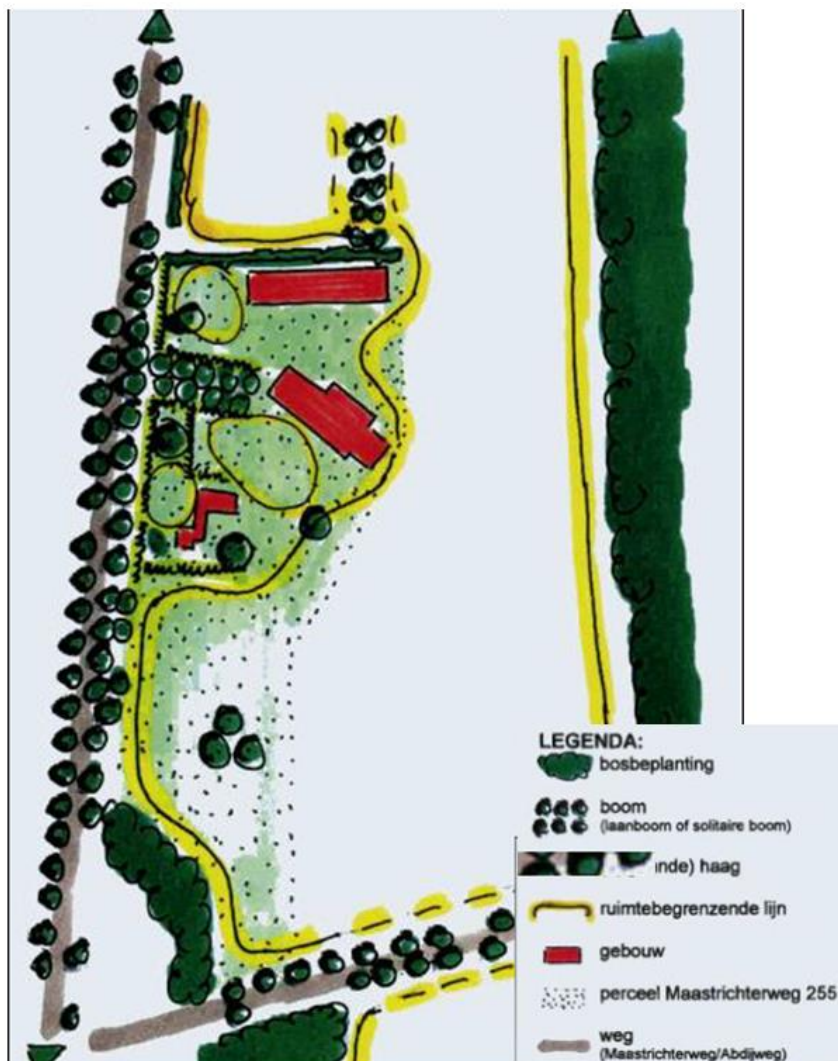 LEGENDA:
bosbeplanting
boom
(laanboom of solitaire boom)
nde) haag
ruimtebegrenzende lijn
gebouw
perceel Maastrichterweg 255
weg
(Maastrichterweg/Abdijweg)